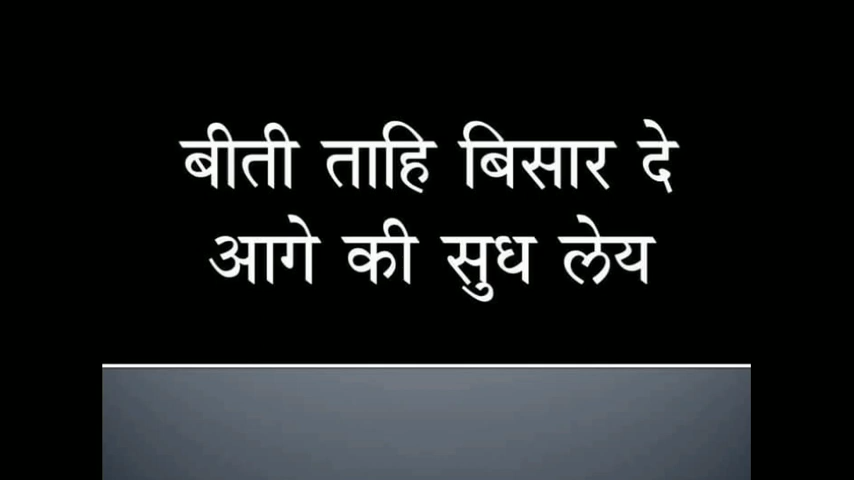 बीती ताहि बिसार दे
आगे की सुध लेय